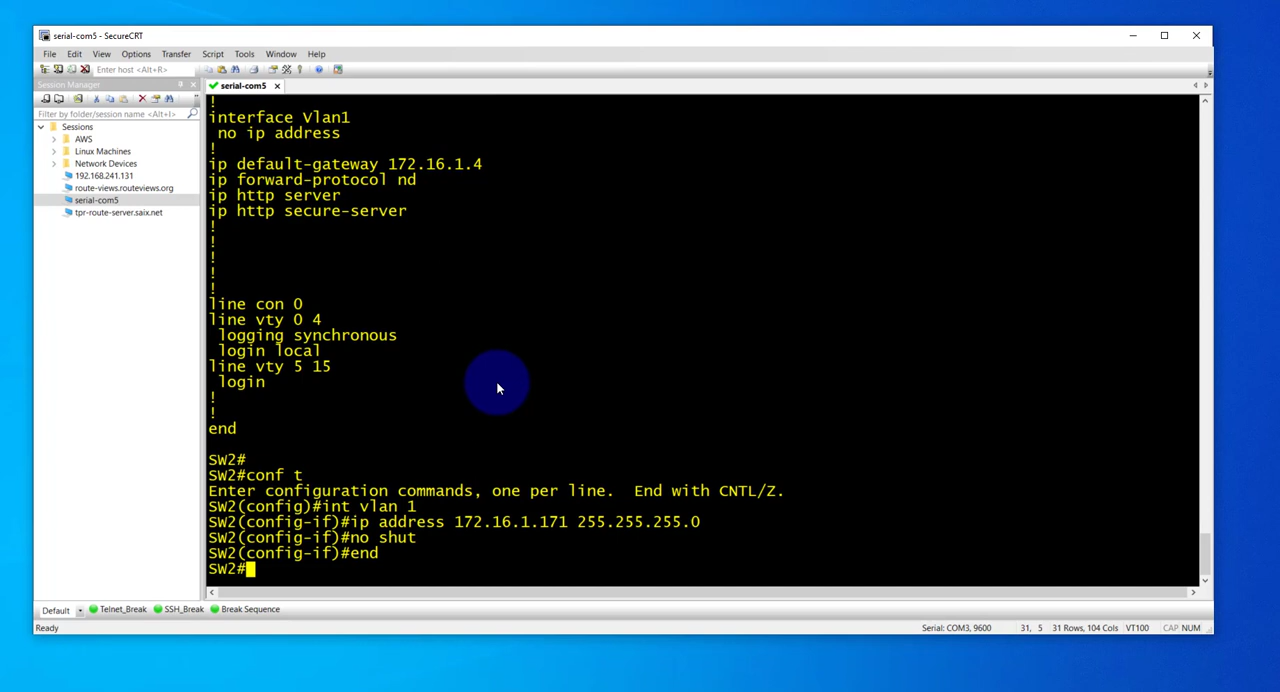 serial-com5 - SecureCRT
File Edit View Options Transfer Script Tools Window Help
Enter host <Alt+R>
Session Manager
serial-com5
Filter by folder/session name <Alt+I>
Sessions
AWS
Linux Machines
Network Devices
192.168.241.131
route-views.routeviews.org
serial-com5
tpr-route-server.saix.net
!
interface Vlan1
no ip address
!
ip default-gateway 172.16.1.4
ip forward-protocol nd
ip http server
ip http secure-server
!
!
!
!
!
line con 0
line vty 0 4
logging synchronous
login local
line vty 5 15
login
!
!
end
SW2#
SW2#conf t
Enter configuration commands, one per line.  End with CNTL/Z.
SW2(config)#int vlan 1
SW2(config-if)#ip address 172.16.1.171 255.255.255.0
SW2(config-if)#no shut
SW2(config-if)#end
SW2#
Default Telnet_Break SSH_Break Break Sequence
Ready Serial: COM3, 9600 31, 5 31 Rows, 104 Cols VT100 CAP NUM